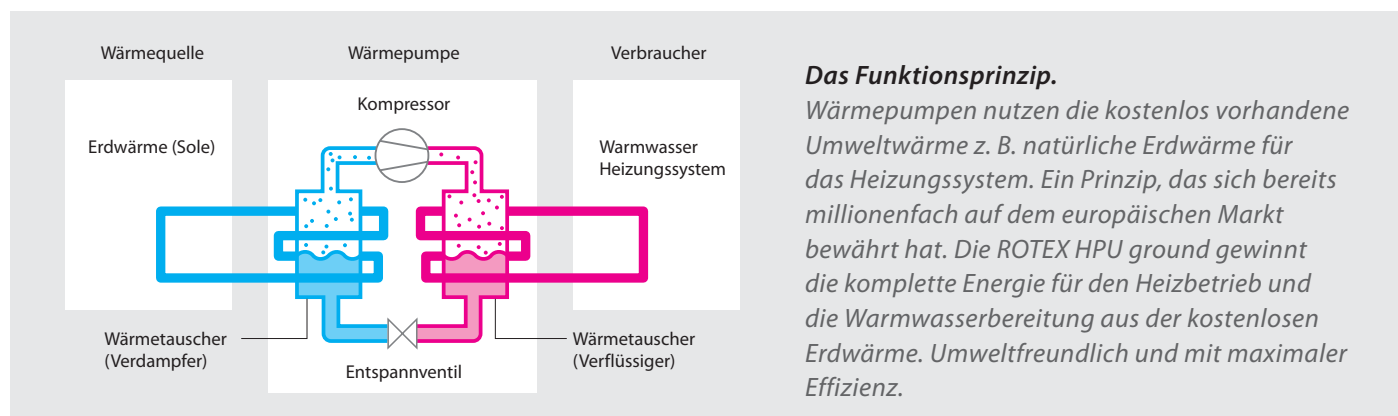 Wärmequelle
Wärmepumpe
Verbraucher
Kompressor
Erdwärme (Sole)
Warmwasser
Heizungssystem
Wärmetauscher
(Verdampfer)
Entspannventil
Wärmetauscher
(Verflüssiger)
Das Funktionsprinzip.
Wärmepumpen nutzen die kostenlos vorhandene
Umweltwärme z. B. natürliche Erdwärme für
das Heizungssystem. Ein Prinzip, das sich bereits
millionenfach auf dem europäischen Markt
bewährt hat. Die ROTEX HPU ground gewinnt
die komplette Energie für den Heizbetrieb und
die Warmwasserbereitung aus der kostenlosen
Erdwärme. Umweltfreundlich und mit maximaler
Effizienz.